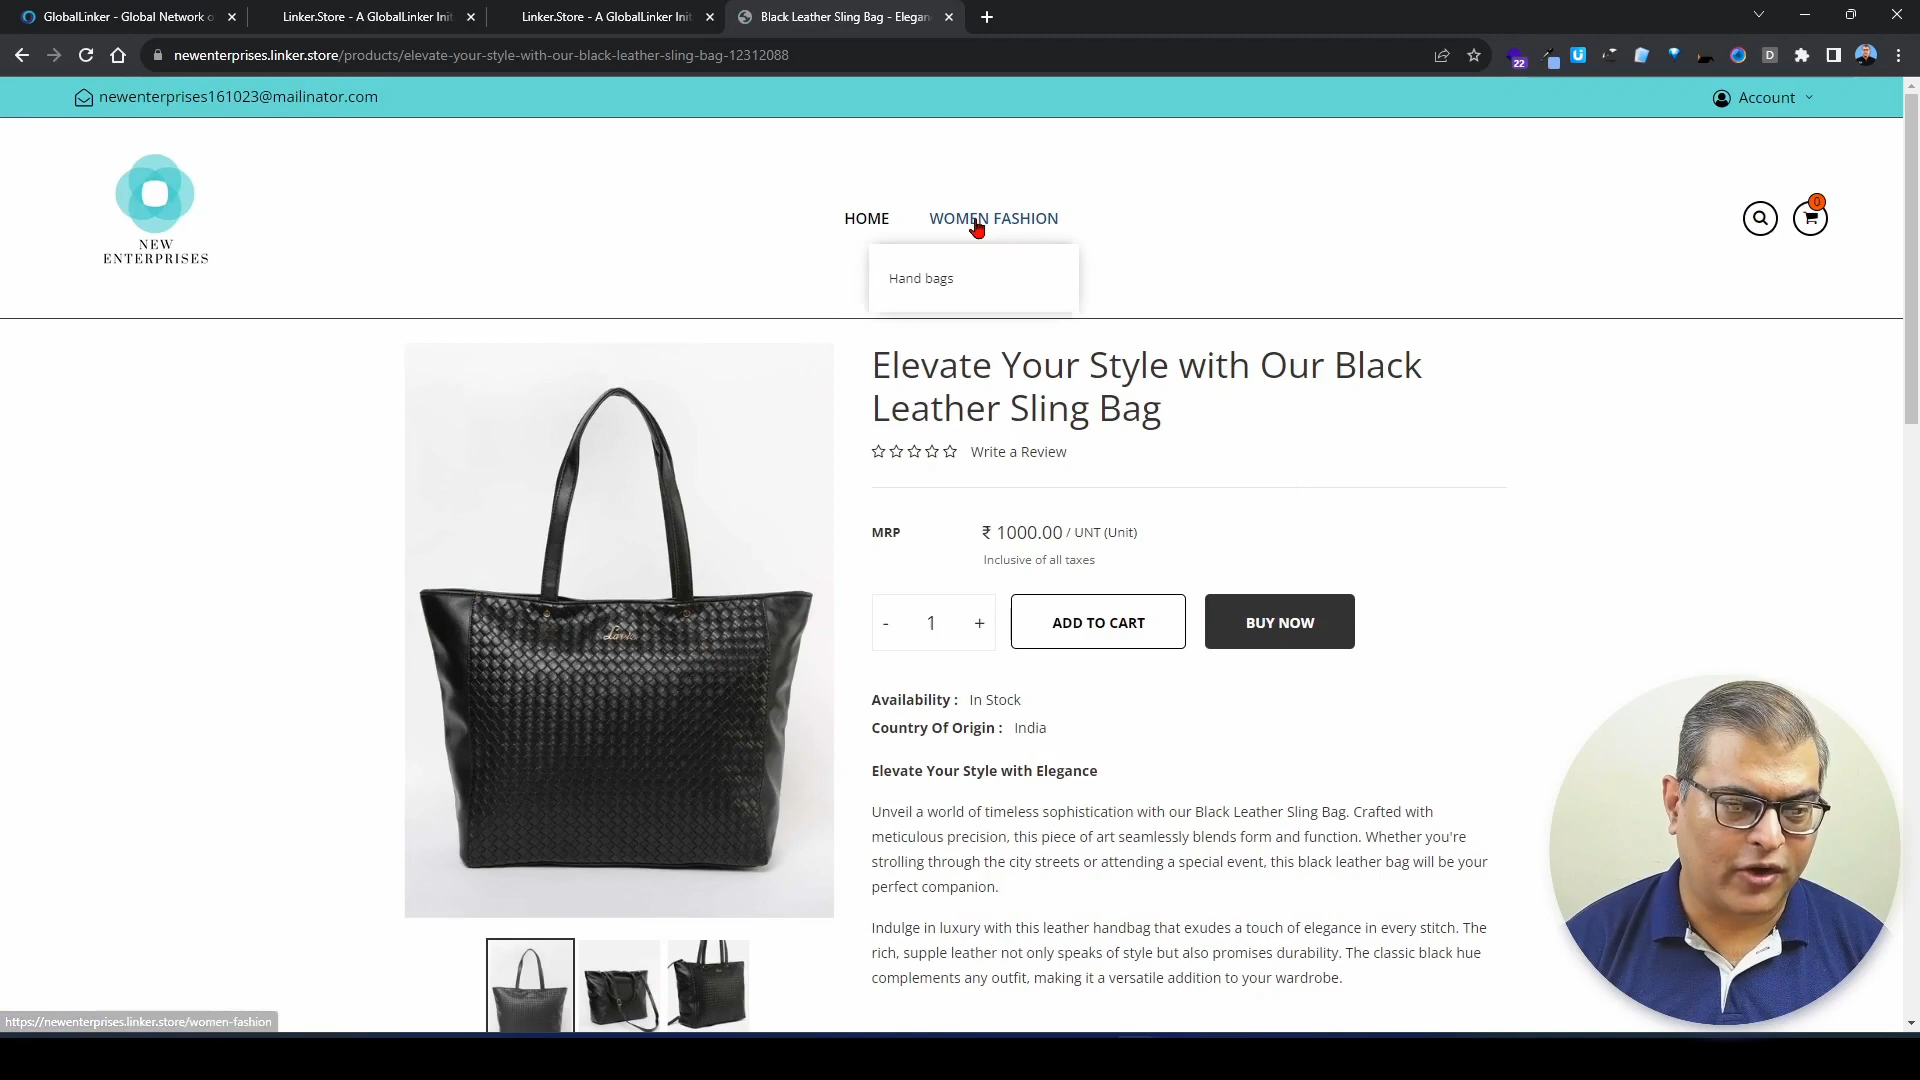 GlobalLinker - Global Network o
Linker.Store - A GlobalLinker Init
Linker.Store - A GlobalLinker Init
Black Leather Sling Bag - Elegan
newenterprises.linker.store/products/elevate-your-style-with-our-black-leather-sling-bag-12312088
22
D
newenterprises161023@mailinator.com
Account
NEW
ENTERPRISES
HOME
WOMEN FASHION
0
Hand bags
Elevate Your Style with Our Black
Leather Sling Bag
Write a Review
MRP
₹ 1000.00 / UNT (Unit)
Inclusive of all taxes
- 1 +
ADD TO CART
BUY NOW
Availability : In Stock
Country Of Origin : India
Elevate Your Style with Elegance
Unveil a world of timeless sophistication with our Black Leather Sling Bag. Crafted with
meticulous precision, this piece of art seamlessly blends form and function. Whether you're
strolling through the city streets or attending a special event, this black leather bag will be your
perfect companion.
Indulge in luxury with this leather handbag that exudes a touch of elegance in every stitch. The
rich, supple leather not only speaks of style but also promises durability. The classic black hue
complements any outfit, making it a versatile addition to your wardrobe.
https://newenterprises.linker.store/women-fashion